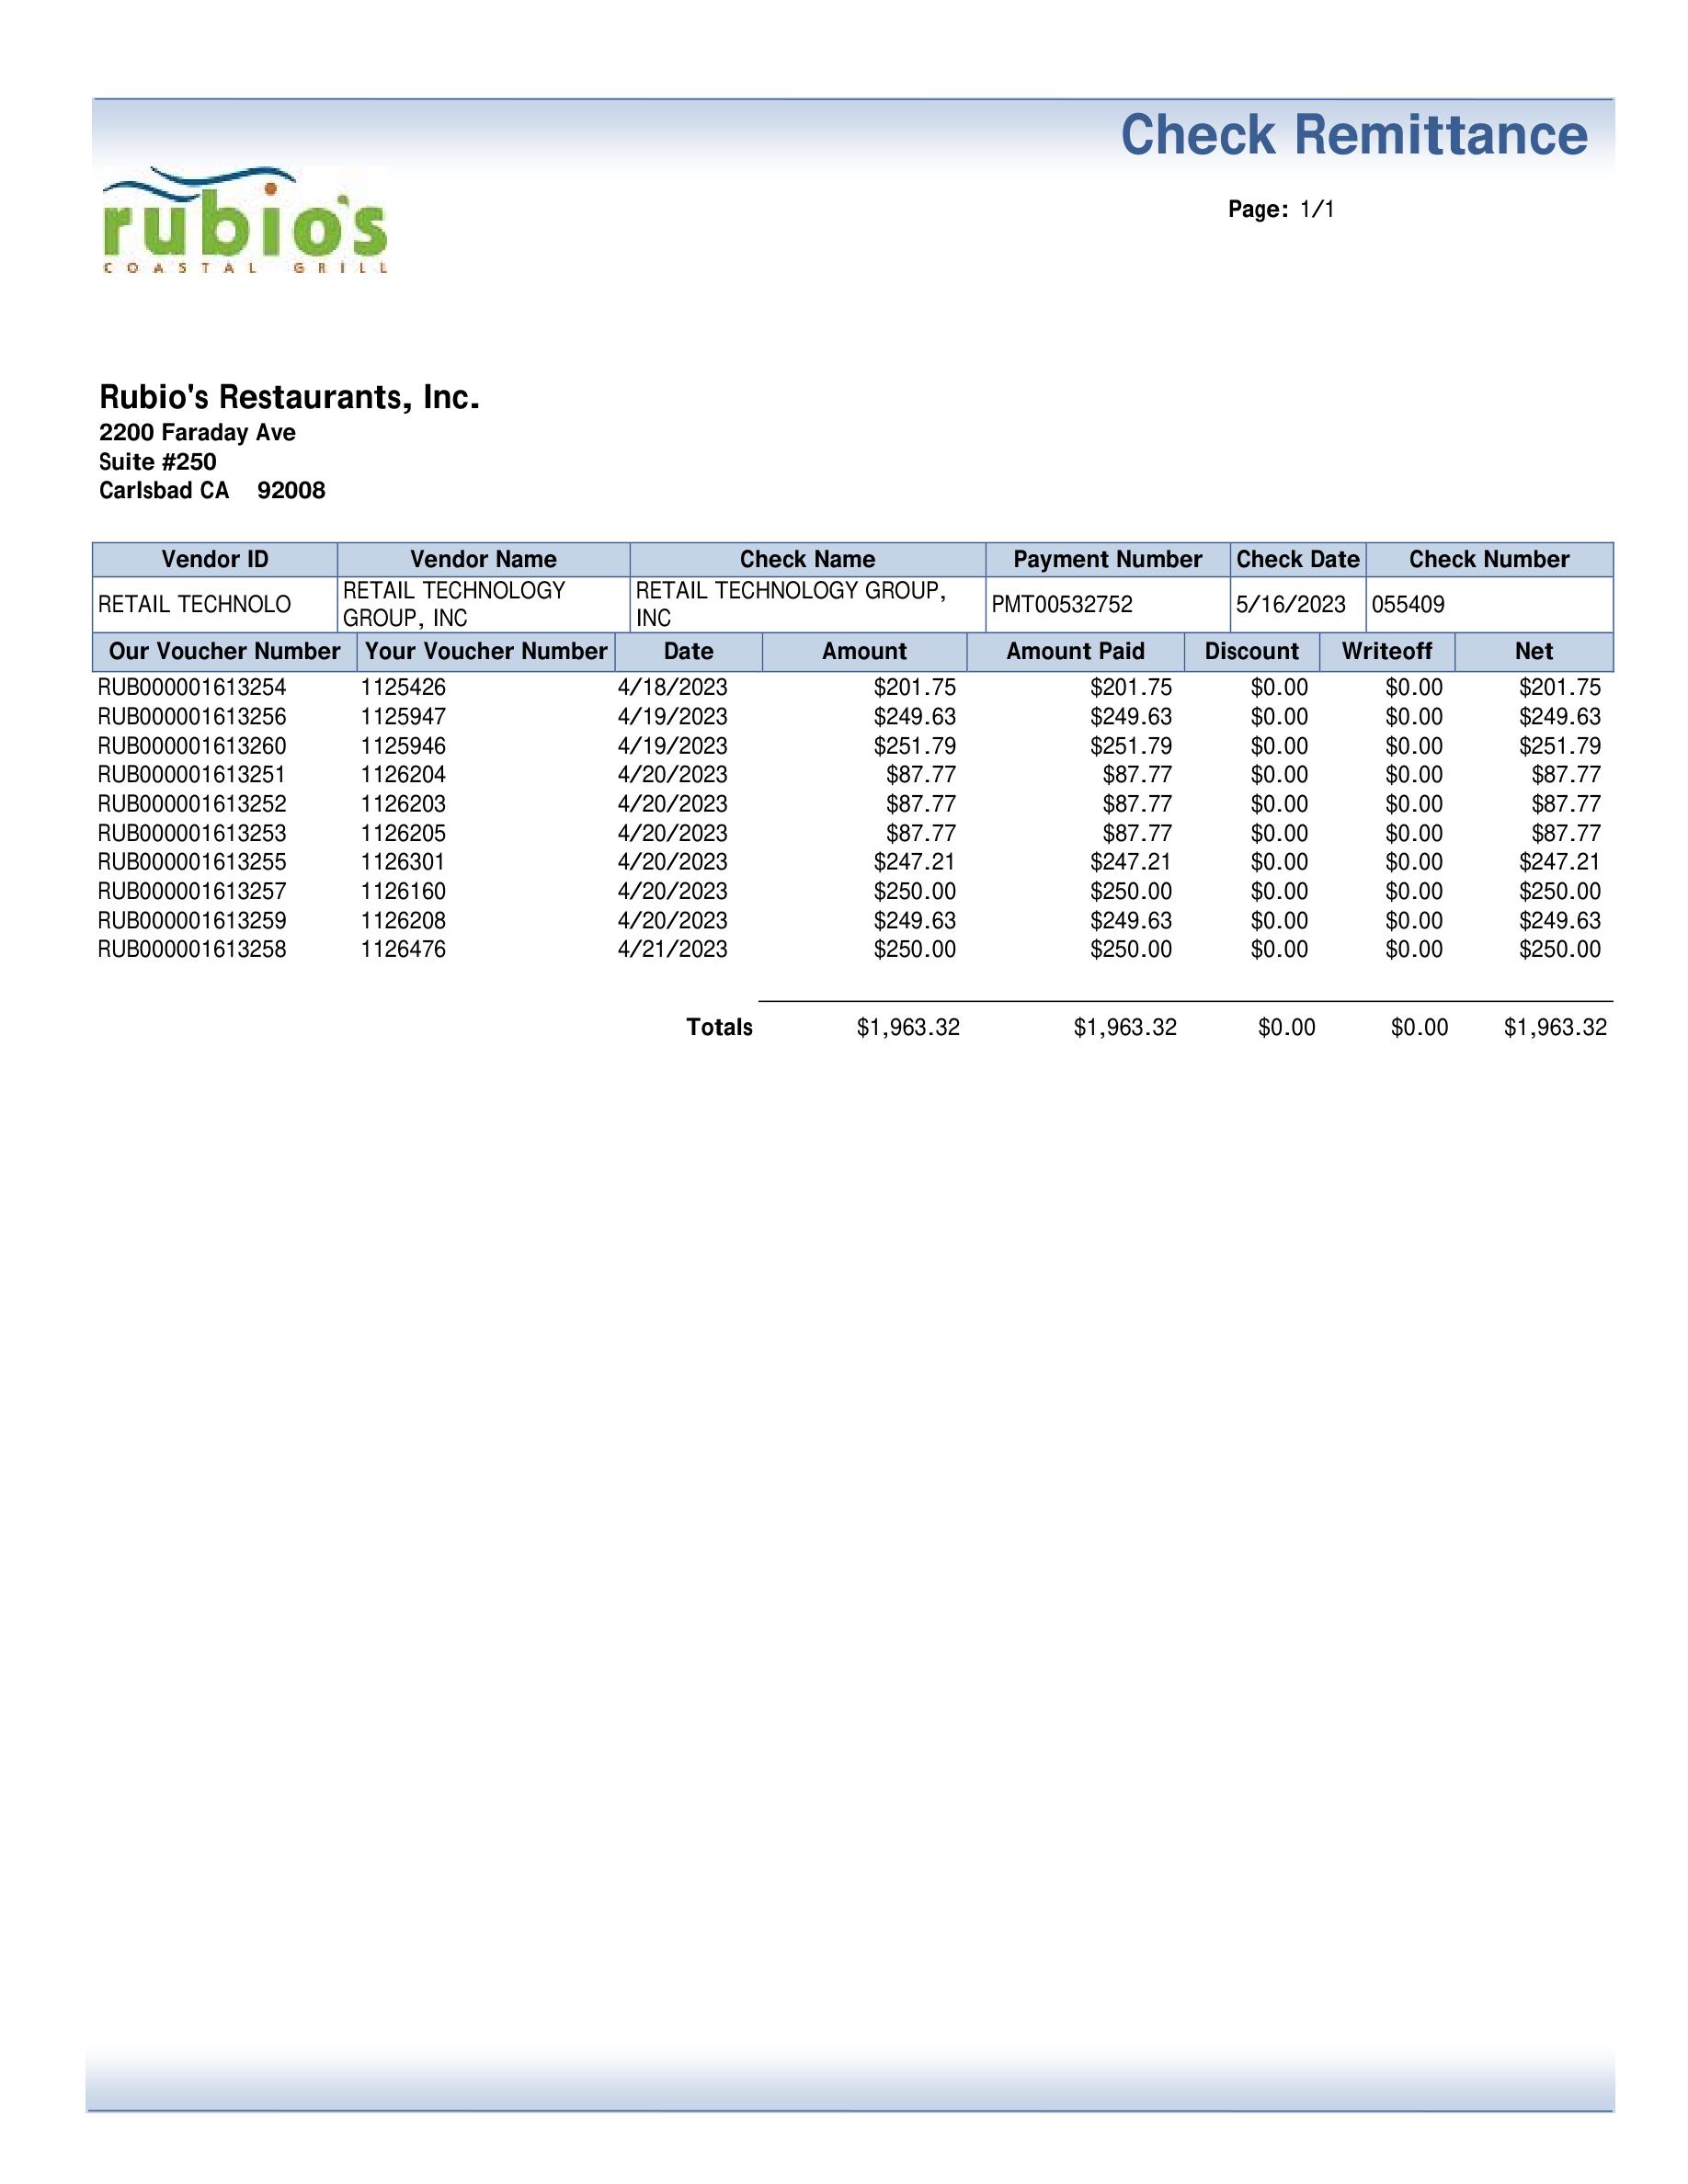 Check Remittance
Page: 1/1
rubio's
COASTAL GRILL
Rubio's Restaurants, Inc.
2200 Faraday Ave
Suite #250
Carlsbad CA 92008
Vendor ID Vendor Name Check Name Payment Number Check Date Check Number
RETAIL TECHNOLO RETAIL TECHNOLOGY GROUP, INC RETAIL TECHNOLOGY GROUP, INC PMT00532752 5/16/2023 055409
Our Voucher Number Your Voucher Number Date Amount Amount Paid Discount Writeoff Net
RUB000001613254 1125426 4/18/2023 $201.75 $201.75 $0.00 $0.00 $201.75
RUB000001613256 1125947 4/19/2023 $249.63 $249.63 $0.00 $0.00 $249.63
RUB000001613260 1125946 4/19/2023 $251.79 $251.79 $0.00 $0.00 $251.79
RUB000001613251 1126204 4/20/2023 $87.77 $87.77 $0.00 $0.00 $87.77
RUB000001613252 1126203 4/20/2023 $87.77 $87.77 $0.00 $0.00 $87.77
RUB000001613253 1126205 4/20/2023 $87.77 $87.77 $0.00 $0.00 $87.77
RUB000001613255 1126301 4/20/2023 $247.21 $247.21 $0.00 $0.00 $247.21
RUB000001613257 1126160 4/20/2023 $250.00 $250.00 $0.00 $0.00 $250.00
RUB000001613259 1126208 4/20/2023 $249.63 $249.63 $0.00 $0.00 $249.63
RUB000001613258 1126476 4/21/2023 $250.00 $250.00 $0.00 $0.00 $250.00
Totals $1,963.32 $1,963.32 $0.00 $0.00 $1,963.32